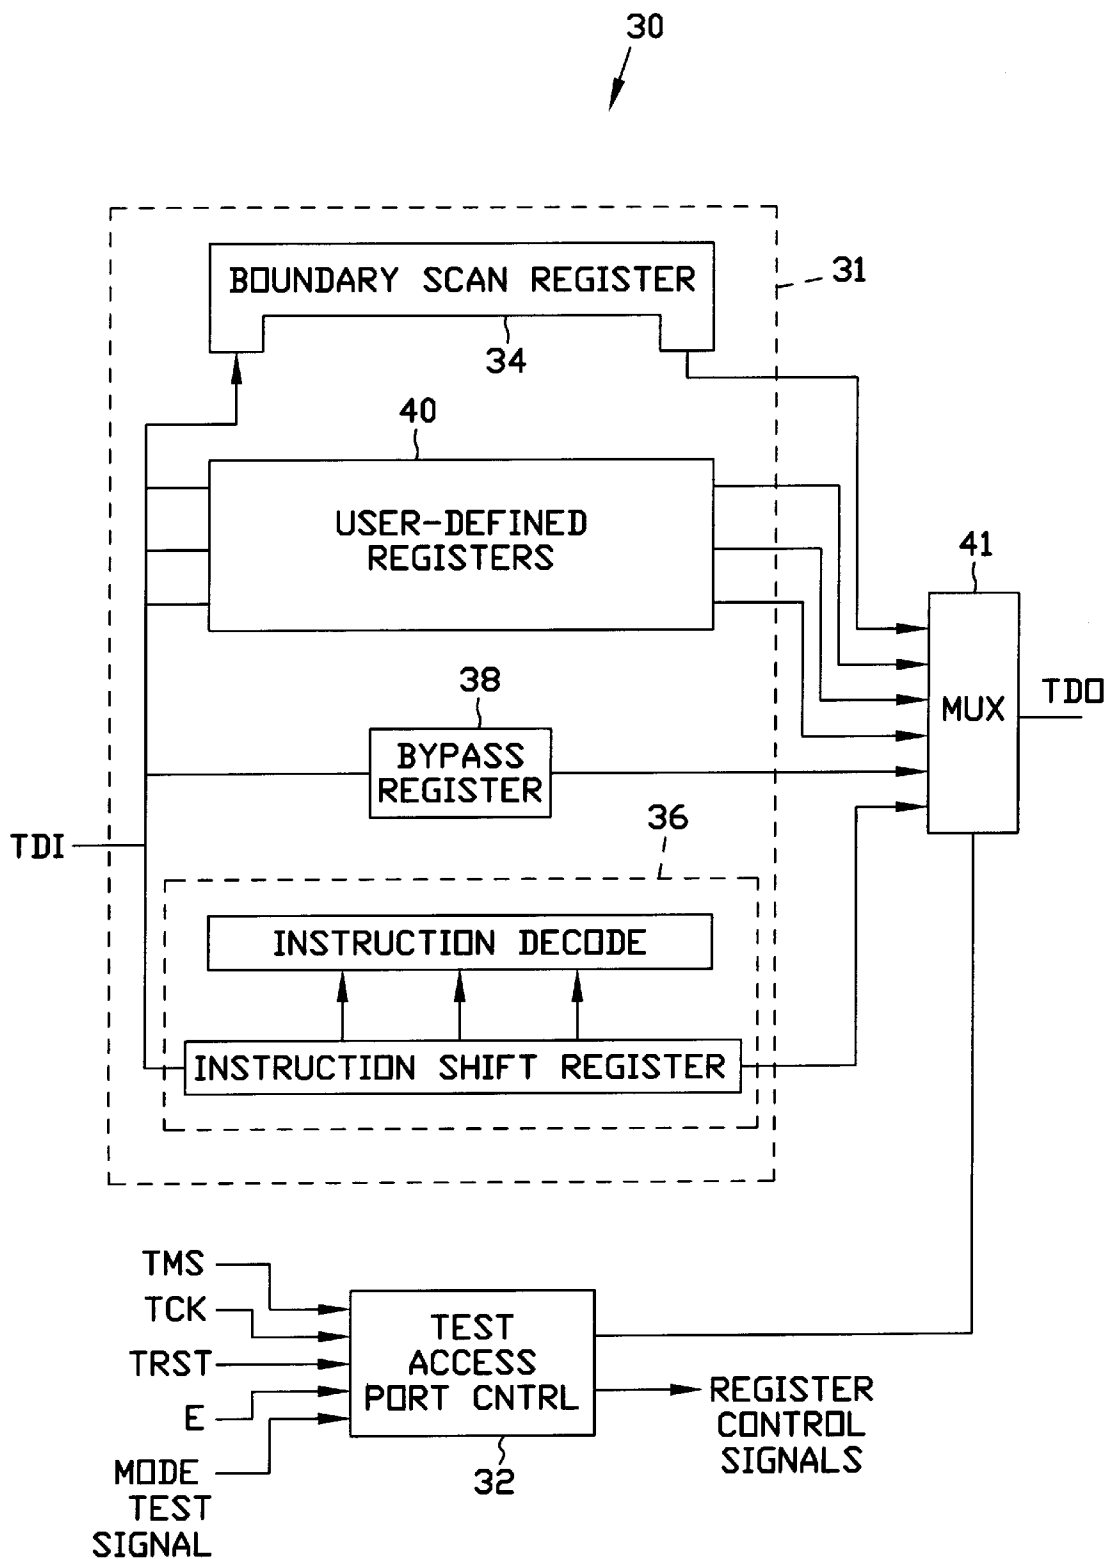 30
BOUNDARY SCAN REGISTER
31
34
40
USER-DEFINED
REGISTERS
41
38
MUX
TDO
BYPASS
REGISTER
36
TDI
INSTRUCTION DECODE
INSTRUCTION SHIFT REGISTER
TMS
TCK
TRST
E
MODE
TEST
SIGNAL
TEST
ACCESS
PORT CNTRL
32
REGISTER
CONTROL
SIGNALS